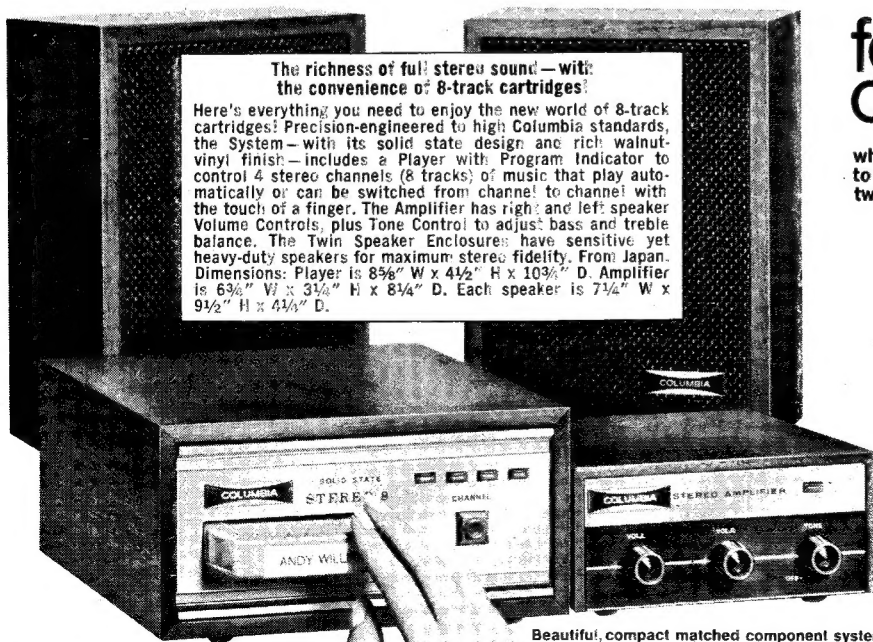 The richness of full stereo sound—with
the convenience of 8-track cartridges!
Here's everything you need to enjoy the new world of 8-track
cartridges! Precision-engineered to high Columbia standards,
the System—with its solid state design and rich walnut-
vinyl finish—includes a Player with Program Indicator to
control 4 stereo channels (8 tracks) of music that play auto-
matically or can be switched from channel to channel with
the touch of a finger. The Amplifier has right and left speaker
Volume Controls, plus Tone Control to adjust bass and treble
balance. The Twin Speaker Enclosures have sensitive yet
heavy-duty speakers for maximum stereo fidelity. From Japan.
Dimensions: Player is 8⅝" W x 4½" H x 10¾" D. Amplifier
is 6¾" W x 3¼" H x 8¼" D. Each speaker is 7¼" W x
9½" H x 4¼" D.
wh
to
tw
COLUMBIA
COLUMBIA
SOLID STATE
STEREO 8
CHANNEL
ANDY WILL
COLUMBIA
STEREO AMPLIFIER
VOL.L
VOL.R
TONE
OFF
Beautiful, compact matched component syste